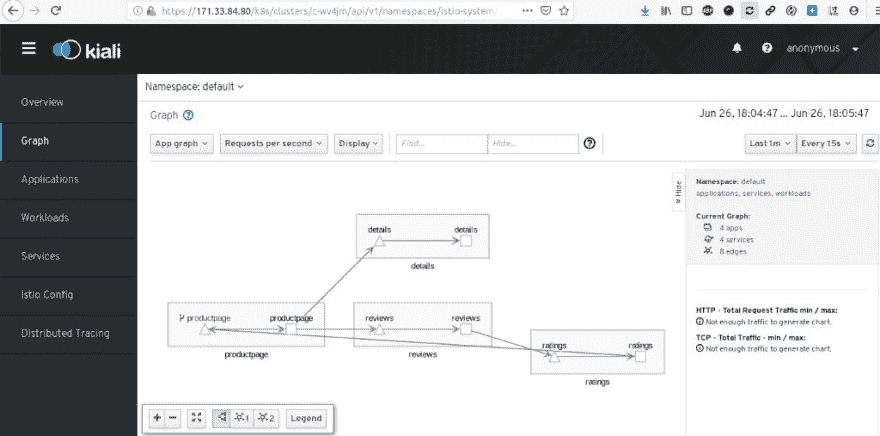 https://171.33.84.80/k8s/clusters/c-wv4jm/api/v1/namespaces/istio-system/
kiali
anonymous
Namespace: default
Overview
Graph
Applications
Workloads
Services
Istio Config
Distributed Tracing
Graph
Jun 26, 18:04:47 ... Jun 26, 18:05:47
App graph
Requests per second
Display
Find...
Hide...
Last 1m
Every 15s
Hide
Namespace: default
applications, services, workloads
Current Graph:
4 apps
4 services
8 edges
HTTP - Total Request Traffic min / max:
Not enough traffic to generate chart.
TCP - Total Traffic - min / max:
Not enough traffic to generate chart.
details
details
details
productpage
productpage
productpage
reviews
reviews
reviews
ratings
ratings
ratings
1
2
Legend